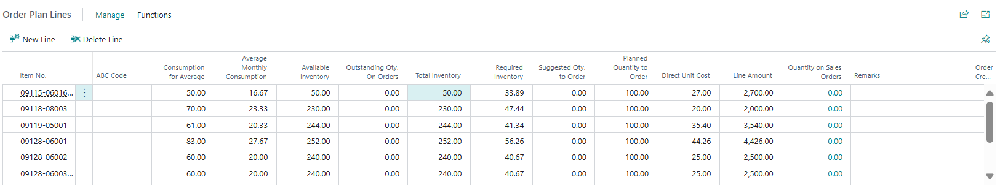 Order Plan Lines Manage Functions
New Line Delete Line
Item No. ABC Code Consumption for Average Average Monthly Consumption Available Inventory Outstanding Qty. On Orders Total Inventory Required Inventory Suggested Qty. to Order Planned Quantity to Order Direct Unit Cost Line Amount Quantity on Sales Orders Remarks Order Cre...
09115-06016... 50.00 16.67 50.00 0.00 50.00 33.89 0.00 100.00 27.00 2,700.00 0.00
09118-08003 70.00 23.33 230.00 0.00 230.00 47.44 0.00 100.00 20.00 2,000.00 0.00
09119-05001 61.00 20.33 244.00 0.00 244.00 41.34 0.00 100.00 35.40 3,540.00 0.00
09128-06001 83.00 27.67 252.00 0.00 252.00 56.26 0.00 100.00 44.26 4,426.00 0.00
09128-06002 60.00 20.00 240.00 0.00 240.00 40.67 0.00 100.00 25.00 2,500.00 0.00
09128-06003... 60.00 20.00 240.00 0.00 240.00 40.67 0.00 100.00 25.00 2,500.00 0.00